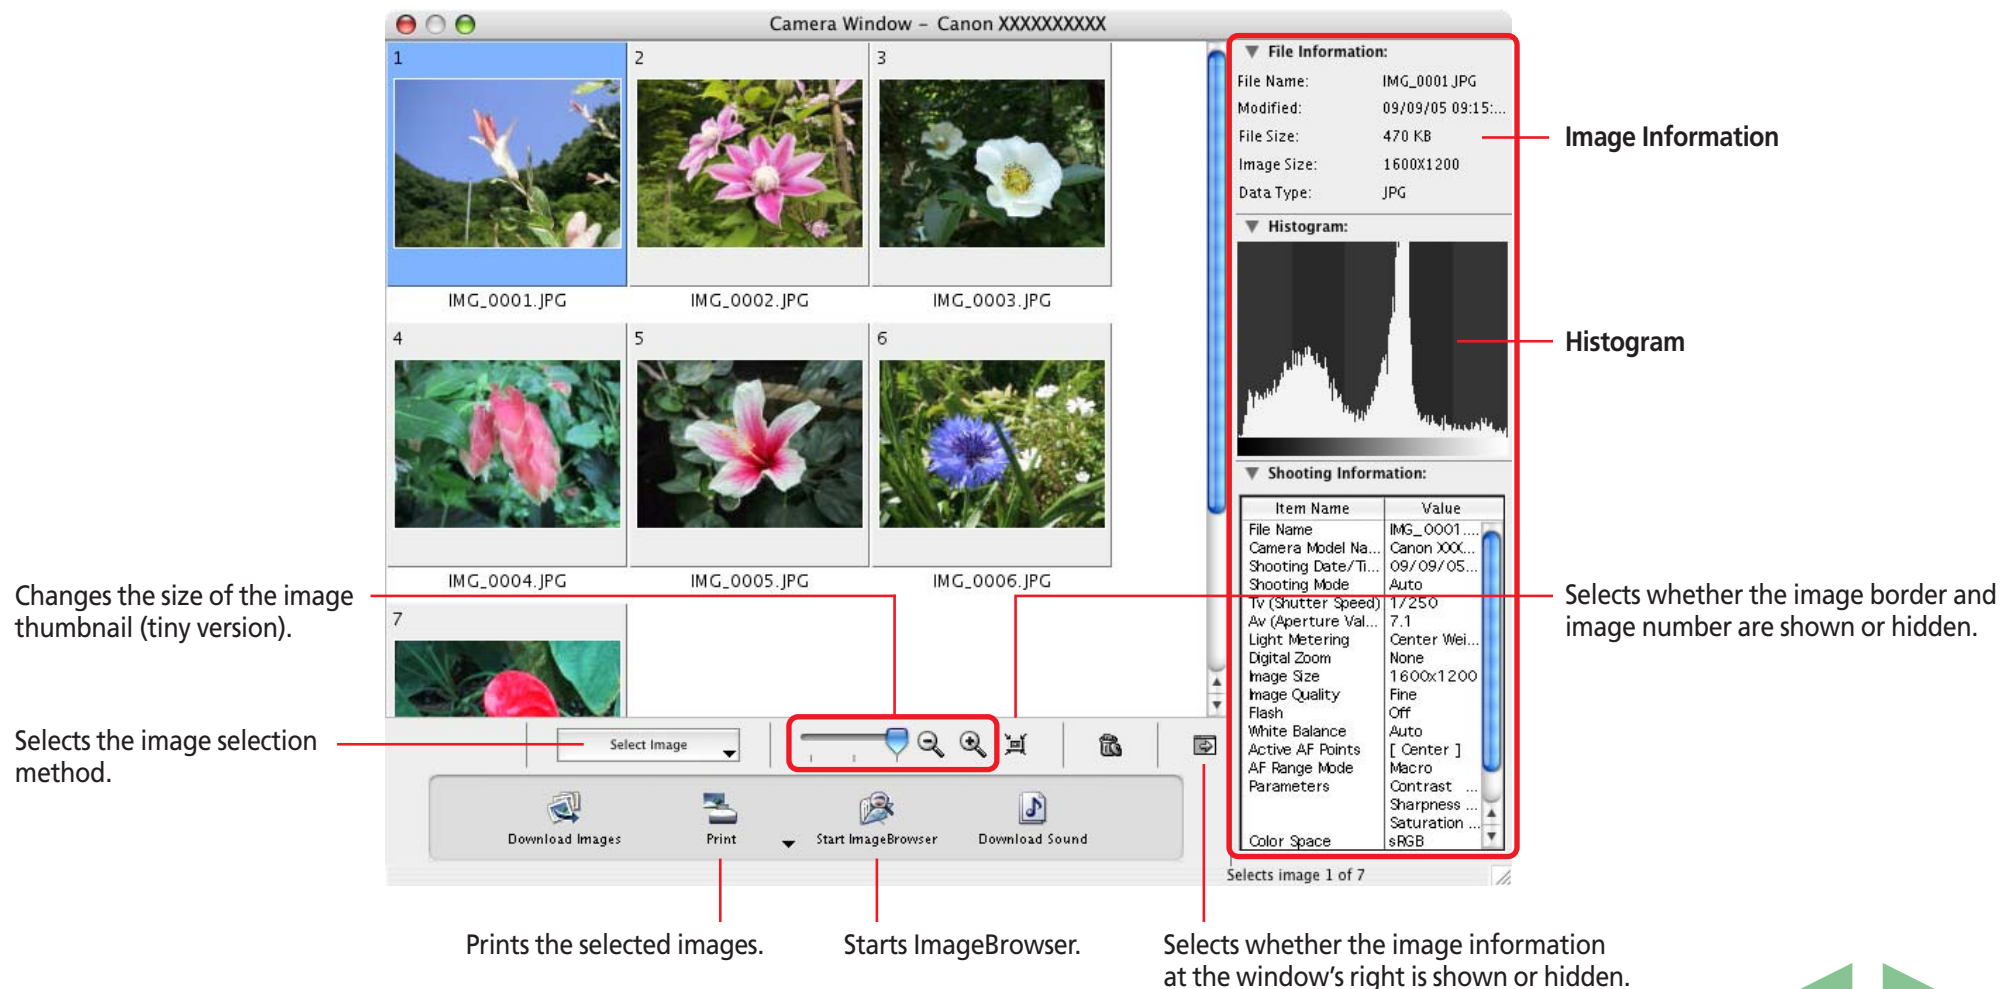 Camera Window – Canon XXXXXXXXXX
1
2
3
IMG_0001.JPG
IMG_0002.JPG
IMG_0003.JPG
4
5
6
IMG_0004.JPG
IMG_0005.JPG
IMG_0006.JPG
7
Select Image
Download Images
Print
Start ImageBrowser
Download Sound
File Information:
File Name: IMG_0001.JPG
Modified: 09/09/05 09:15:...
File Size: 470 KB
Image Size: 1600X1200
Data Type: JPG
Histogram:
Shooting Information:
Item Name Value
File Name IMG_0001....
Camera Model Na... Canon XXX...
Shooting Date/Ti... 09/09/05...
Shooting Mode Auto
Tv (Shutter Speed) 1/250
Av (Aperture Val... 7.1
Light Metering Center Wei...
Digital Zoom None
Image Size 1600x1200
Image Quality Fine
Flash Off
White Balance Auto
Active AF Points [ Center ]
AF Range Mode Macro
Parameters Contrast ...
Sharpness ...
Saturation ...
Color Space sRGB
Selects image 1 of 7
Image Information
Histogram
Changes the size of the image
thumbnail (tiny version).
Selects whether the image border and
image number are shown or hidden.
Selects the image selection
method.
Prints the selected images.
Starts ImageBrowser.
Selects whether the image information
at the window's right is shown or hidden.